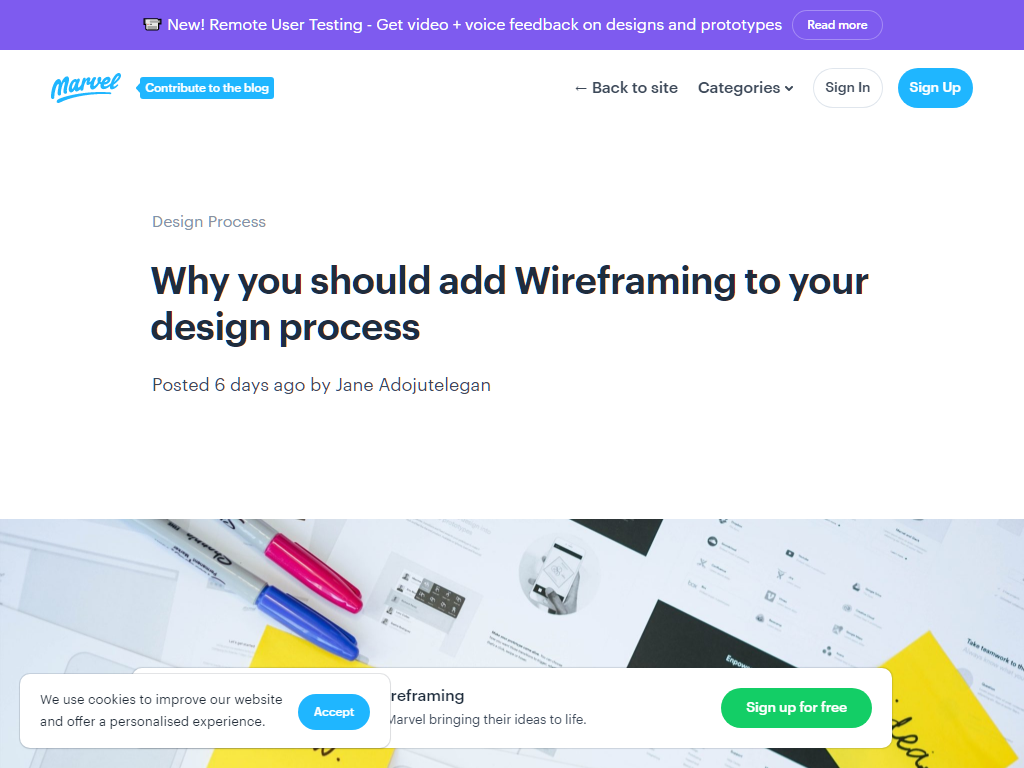 New! Remote User Testing - Get video + voice feedback on designs and prototypes
Read more
Marvel
Contribute to the blog
← Back to site
Categories
Sign In
Sign Up
Design Process
Why you should add Wireframing to your
design process
Posted 6 days ago by Jane Adojutelegan
We use cookies to improve our website
and offer a personalised experience.
Accept
reframing
Marvel bringing their ideas to life.
Sign up for free